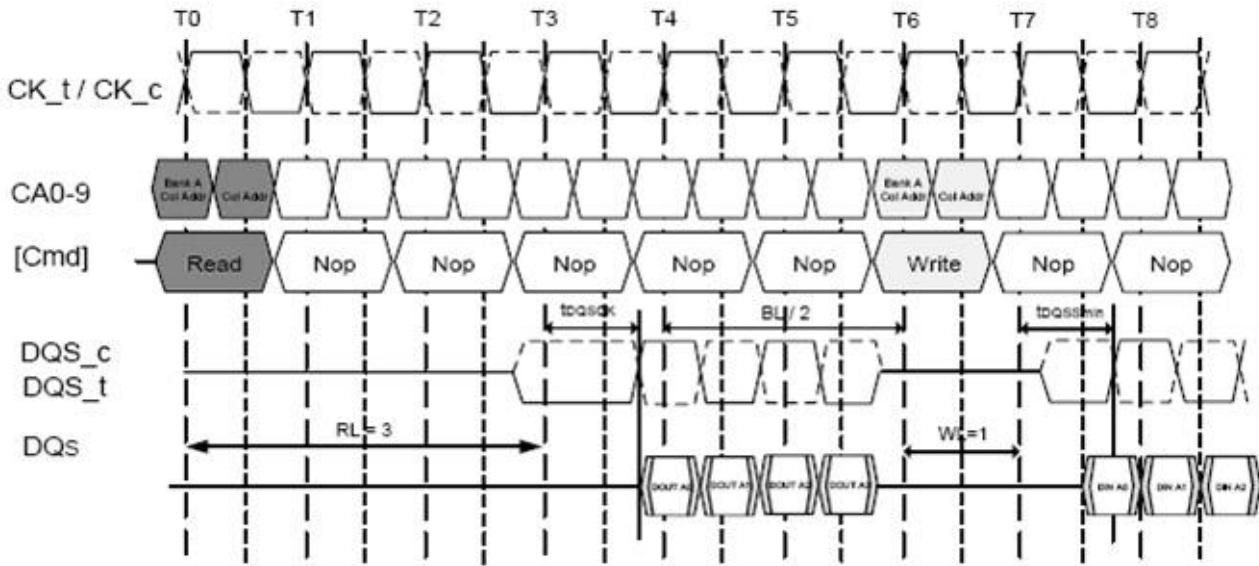 T0 T1 T2 T3 T4 T5 T6 T7 T8
CK_t / CK_c
CA0-9
Bank A Col Addr
Col Addr
Bank A Col Addr
Col Addr
[Cmd]
Read Nop Nop Nop Nop Nop Write Nop Nop
tDQSCK BL / 2 tDQSSmin
DQS_c
DQS_t
RL = 3 WL=1
DQs
DOUT A0 DOUT A1 DOUT A2 DOUT A3 DIN A0 DIN A1 DIN A2